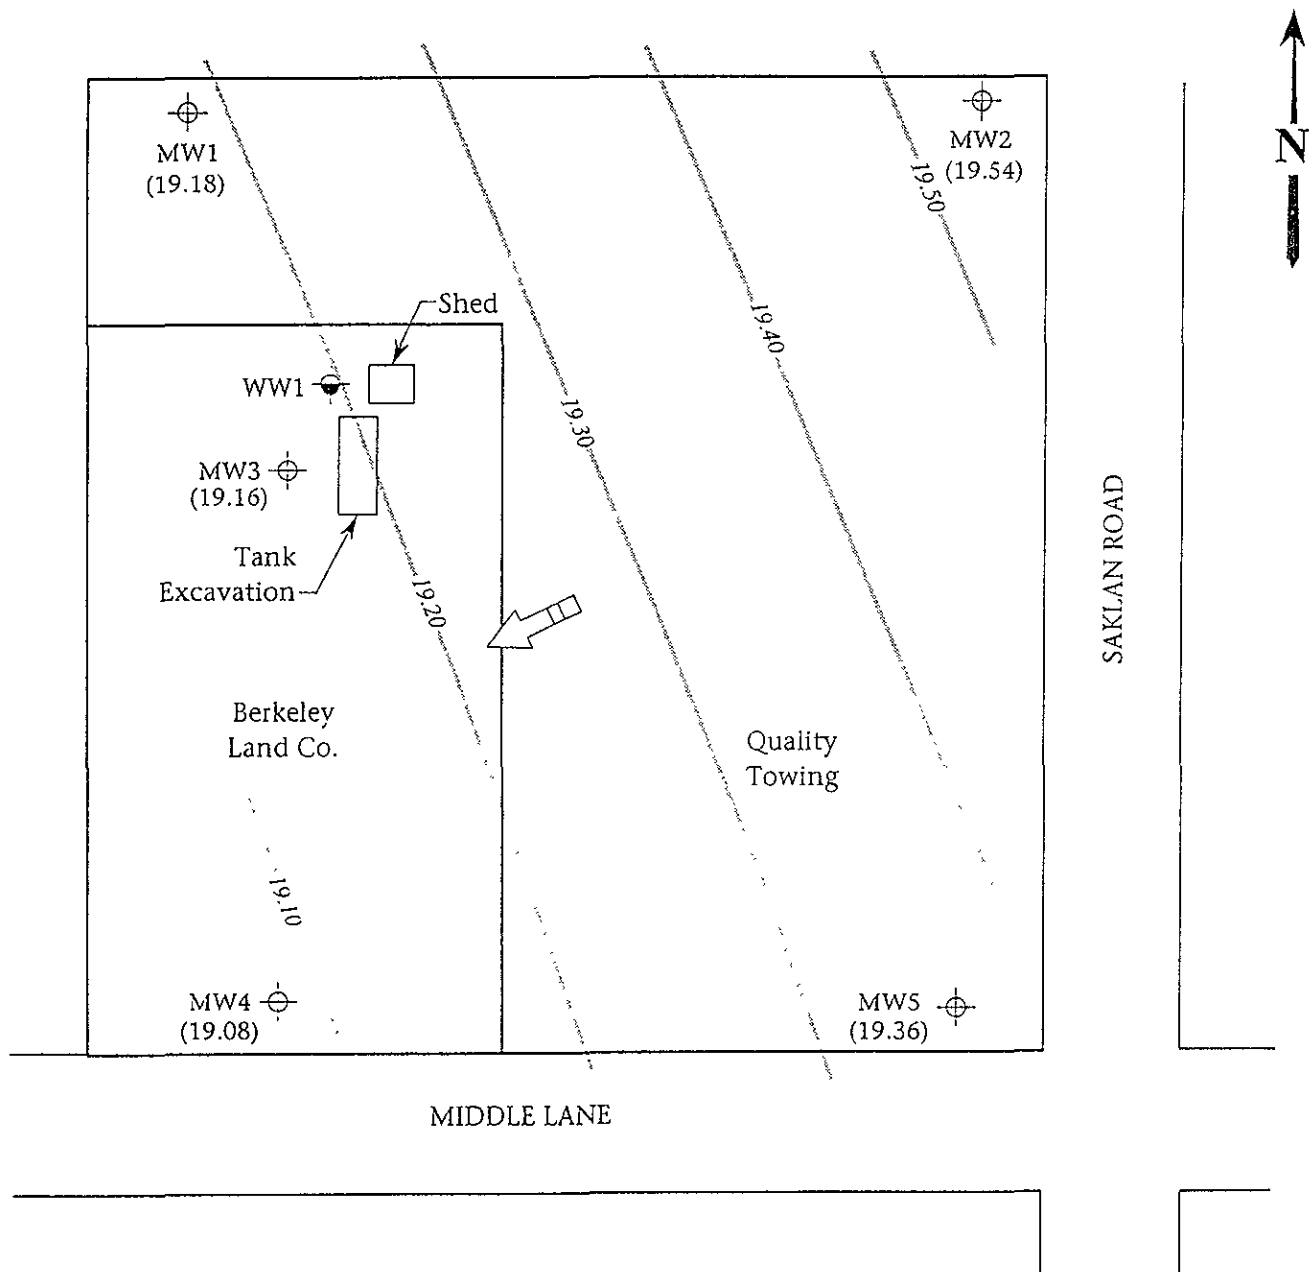 MW1
(19.18)
MW2
(19.54)
N
19.50
Shed
19.40
WW1
19.30
MW3
(19.16)
Tank
Excavation
19.20
SAKLAN ROAD
Berkeley
Land Co.
Quality
Towing
19.10
MW4
(19.08)
MW5
(19.36)
MIDDLE LANE